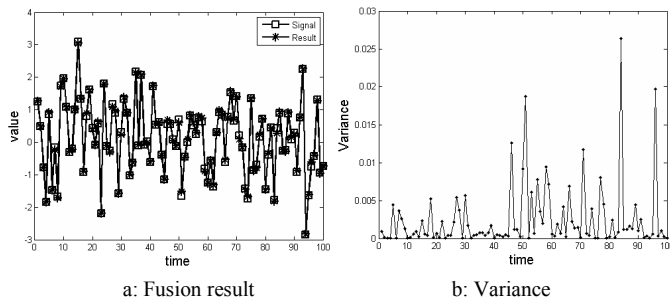 Signal
Result
4
3
2
1
0
-1
-2
-3
value
0 10 20 30 40 50 60 70 80 90 100
time
a: Fusion result
0.03
0.025
0.02
0.015
0.01
0.005
0
Variance
0 10 20 30 40 50 60 70 80 90 100
time
b: Variance